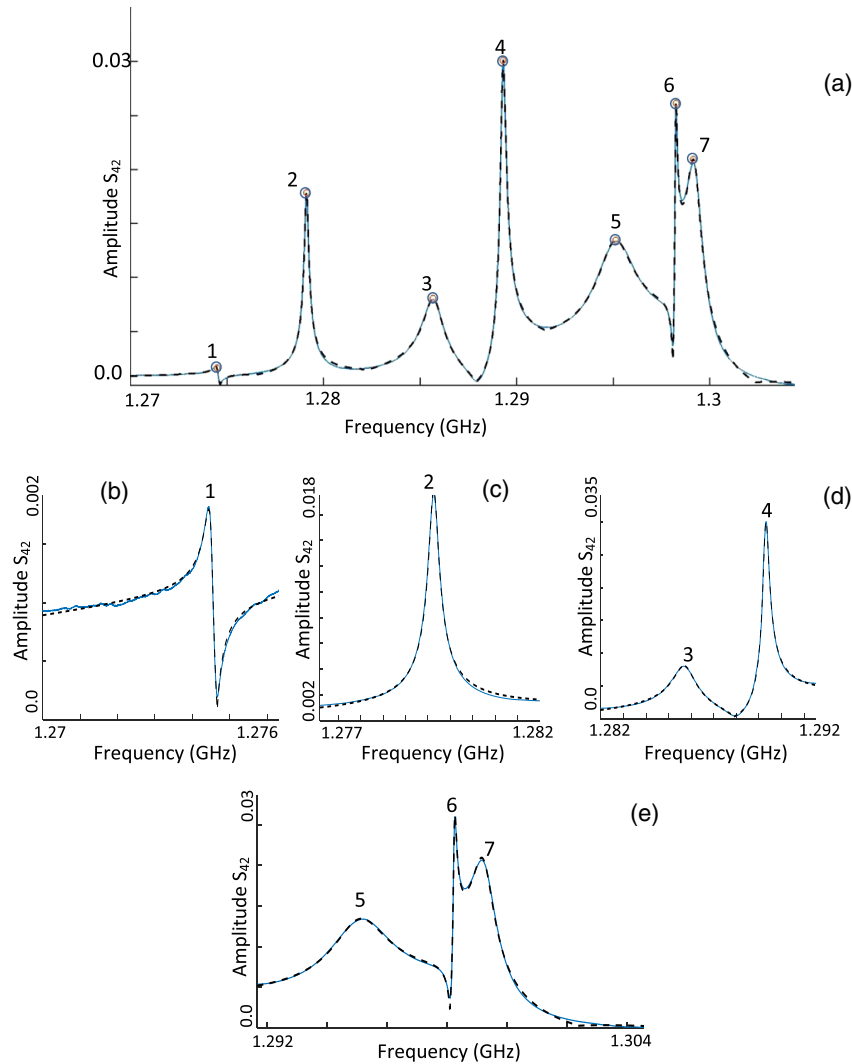 4
(a)
0.03
6
7
2
Amplitude S42
5
3
1
0.0
1.27
1.28
1.29
1.3
Frequency (GHz)
0.002
(b)
1
Amplitude S42
0.0
1.27
1.276
Frequency (GHz)
0.018
2
(c)
Amplitude S42
0.002
1.277
1.282
Frequency (GHz)
0.035
(d)
4
Amplitude S42
3
0.0
1.282
1.292
Frequency (GHz)
0.03
6
(e)
7
Amplitude S42
5
0.0
1.292
1.304
Frequency (GHz)